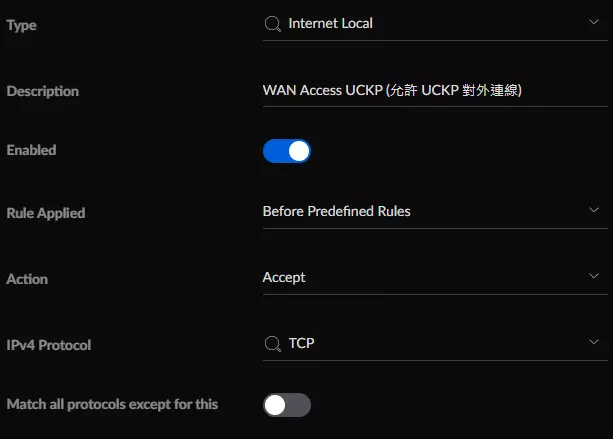 Type Internet Local
Description WAN Access UCKP (允許 UCKP 對外連線)
Enabled
Rule Applied Before Predefined Rules
Action Accept
IPv4 Protocol TCP
Match all protocols except for this